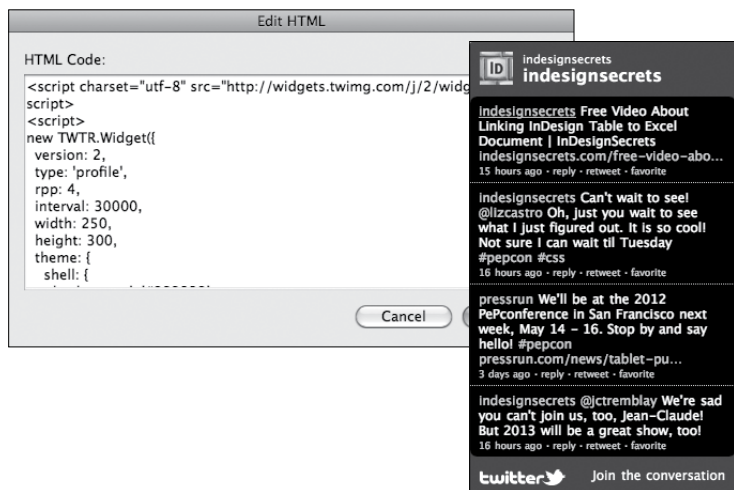 Edit HTML
HTML Code:
<script charset="utf-8" src="http://widgets.twimg.com/j/2/widg
script>
<script>
new TWTR.Widget({
version: 2,
type: 'profile',
rpp: 4,
interval: 30000,
width: 250,
height: 300,
theme: {
shell: {
Cancel
ID
indesignsecrets
indesignsecrets
indesignsecrets Free Video About
Linking InDesign Table to Excel
Document | InDesignSecrets
indesignsecrets.com/free-video-abo...
15 hours ago · reply · retweet · favorite
indesignsecrets Can't wait to see!
@lizcastro Oh, just you wait to see
what I just figured out. It is so cool!
Not sure I can wait til Tuesday
#pepcon #css
16 hours ago · reply · retweet · favorite
pressrun We'll be at the 2012
PePconference in San Francisco next
week, May 14 – 16. Stop by and say
hello! #pepcon
pressrun.com/news/tablet-pu...
3 days ago · reply · retweet · favorite
indesignsecrets @jctremblay We're sad
you can't join us, too, Jean-Claude!
But 2013 will be a great show, too!
16 hours ago · reply · retweet · favorite
twitter
Join the conversation